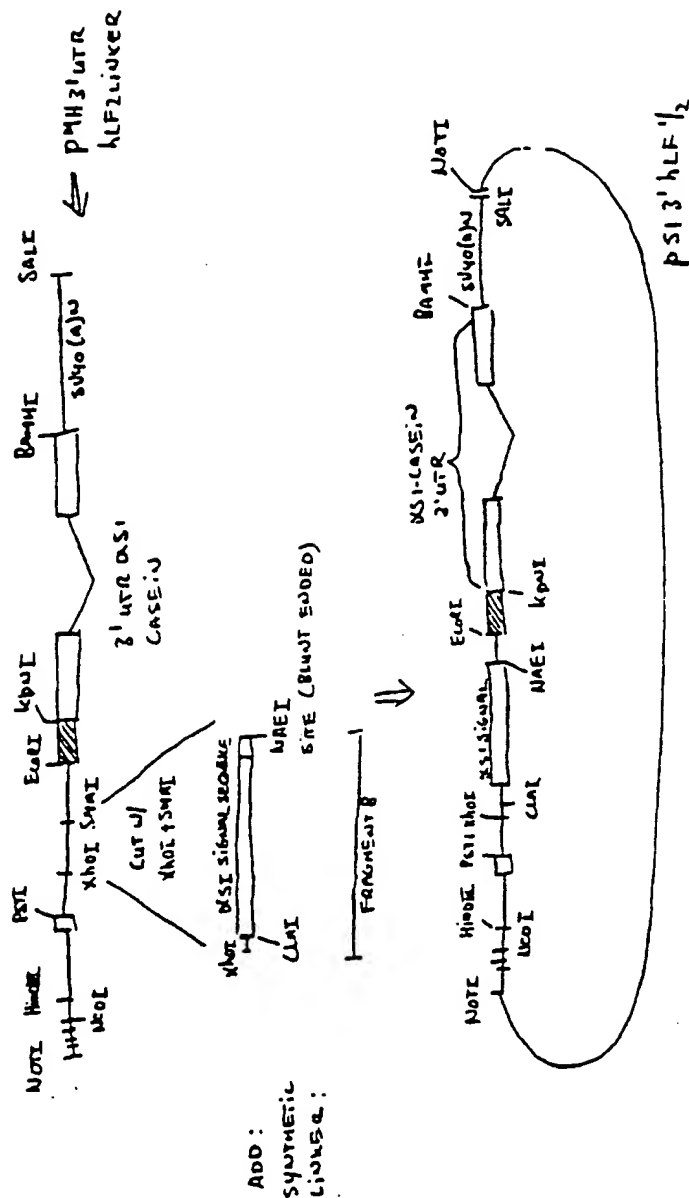 NOTI
HindIII
NCOI
PSTI
XhoI
SMAI
EcoRI
KpNI
3' UTR αS1
CASEIN
BAMHI
SV40(A)N
SALI
pMH3'UTR
hLF2LINKER
CUT W/
XhoI + SMAI
ADD:
SYNTHETIC
LINKER:
XhoI
αS1 SIGNAL SEQUENCE
CLAI
NAEI
SITE (BLUNT ENDED)
FRAGMENT B
NOTI
HindIII
NCOI
PSTI
XhoI
CLAI
αS1 SIGNAL
NAEI
EcoRI
KpNI
αS1-CASEIN
3' UTR
BAMHI
SV40(A)N
NOTI
SALI
pS1 3' hLF 1/2